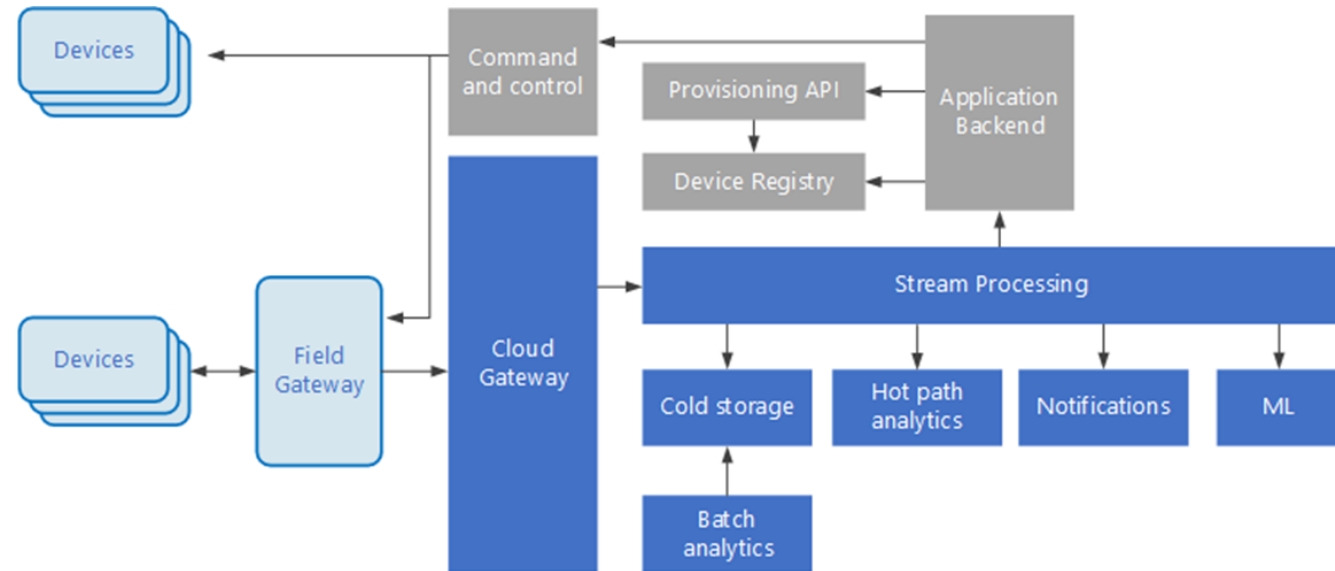 Devices
Command
and control
Provisioning API
Application
Backend
Device Registry
Stream Processing
Devices
Field
Gateway
Cloud
Gateway
Cold storage
Hot path
analytics
Notifications
ML
Batch
analytics